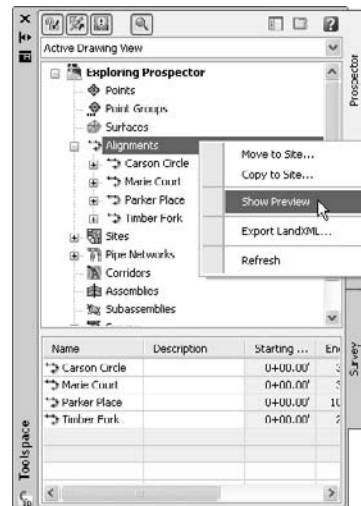 Active Drawing View
Exploring Prospector
Points
Point Groups
Surfaces
Alignments
Carson Circle
Marie Court
Parker Place
Timber Fork
Sites
Pipe Networks
Corridors
Assemblies
Subassemblies
Move to Site...
Copy to Site...
Show Preview
Export LandXML...
Refresh
Prospector
Survey
Toolspace
Name Description Starting ...
Carson Circle 0+00.00'
Marie Court 0+00.00'
Parker Place 0+00.00'
Timber Fork 0+00.00'